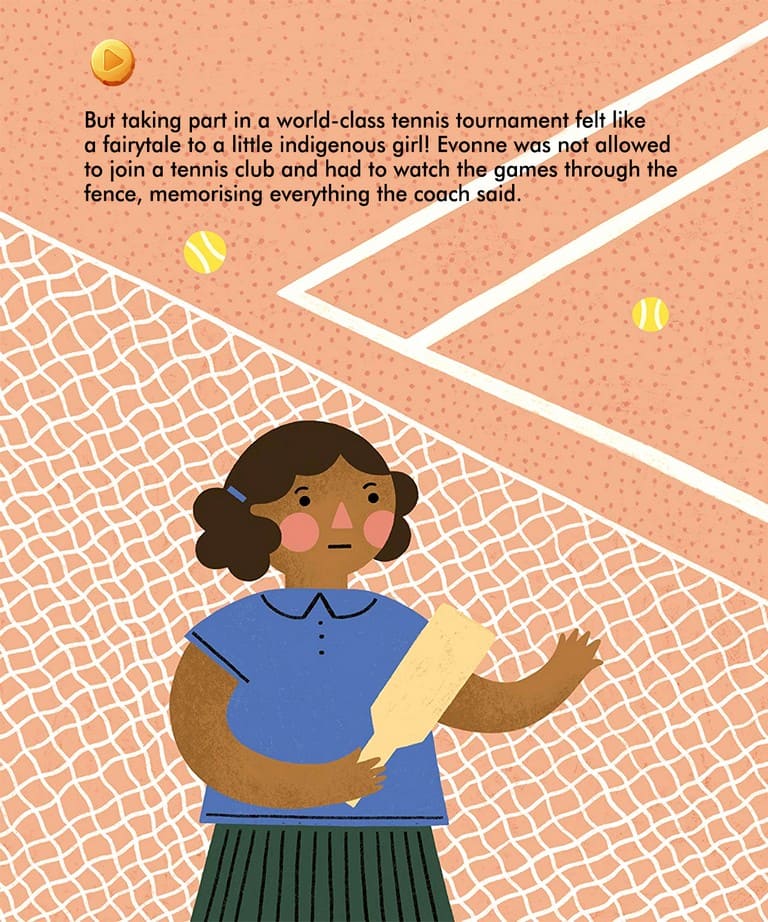 But taking part in a world-class tennis tournament felt like
a fairytale to a little indigenous girl! Evonne was not allowed
to join a tennis club and had to watch the games through the
fence, memorising everything the coach said.